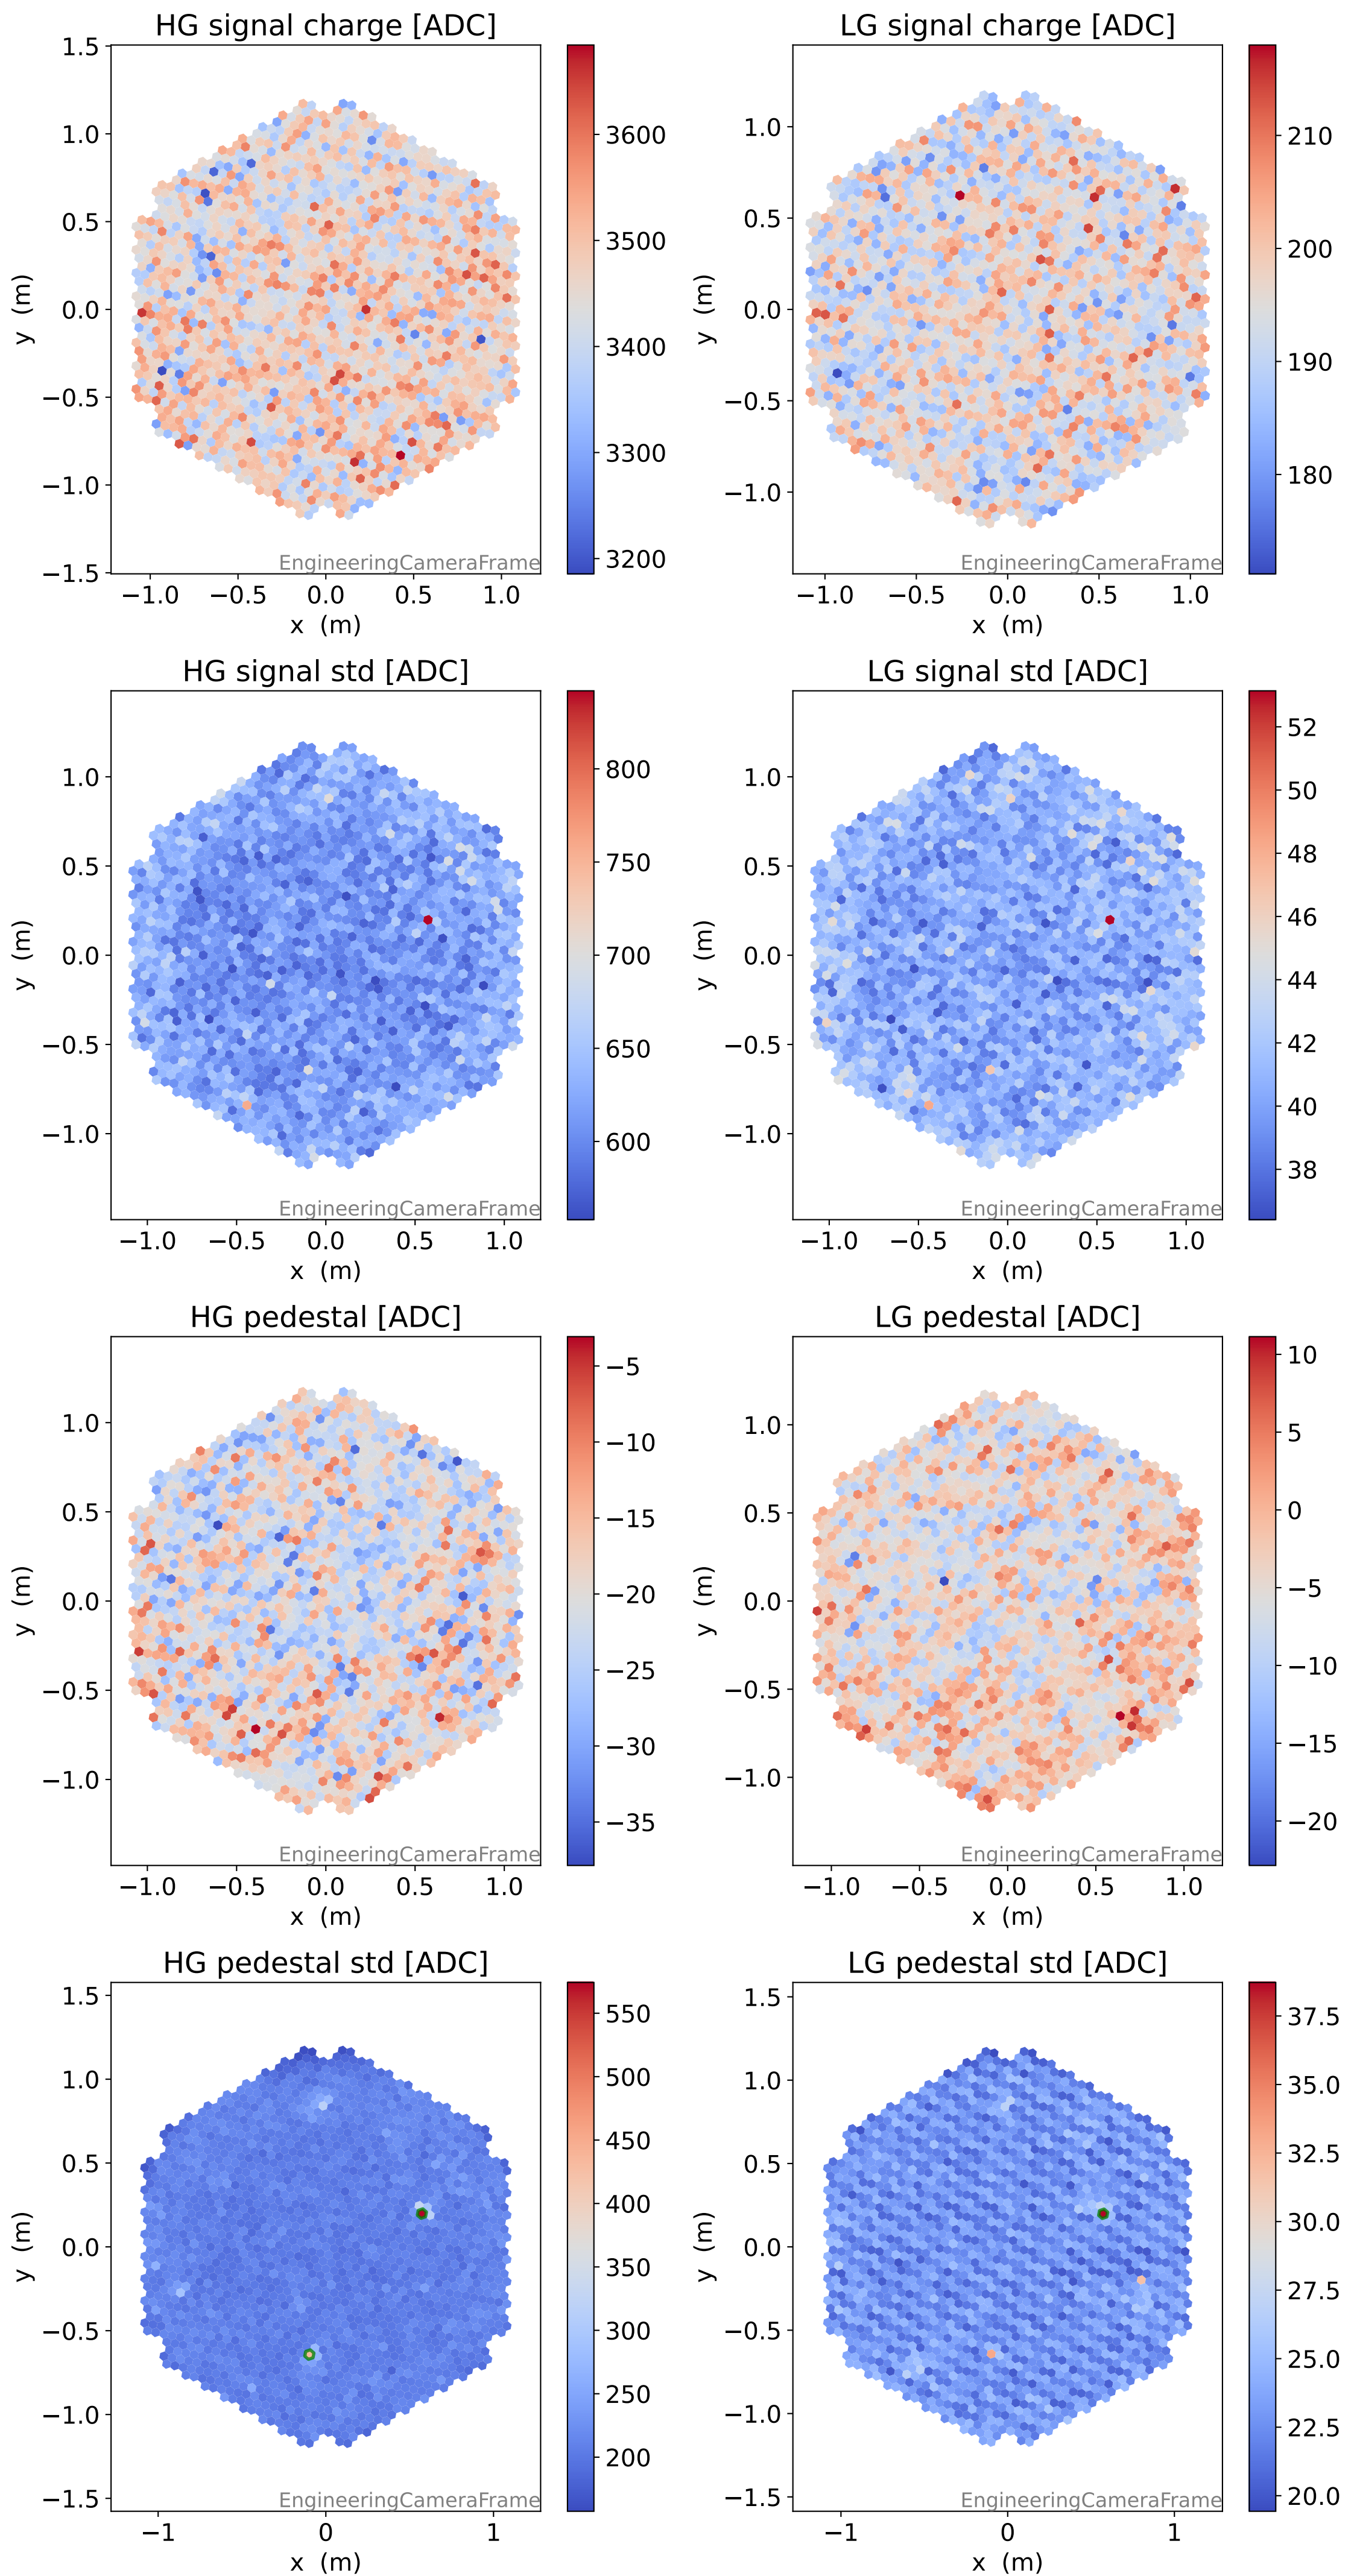 HG signal charge [ADC]
1.5
1.0
0.5
0.0
−0.5
−1.0
−1.5
y (m)
−1.0 −0.5 0.0 0.5 1.0
x (m)
EngineeringCameraFrame
3600
3500
3400
3300
3200
LG signal charge [ADC]
1.0
0.5
0.0
−0.5
−1.0
y (m)
−1.0 −0.5 0.0 0.5 1.0
x (m)
EngineeringCameraFrame
210
200
190
180
HG signal std [ADC]
1.0
0.5
0.0
−0.5
−1.0
y (m)
−1.0 −0.5 0.0 0.5 1.0
x (m)
EngineeringCameraFrame
800
750
700
650
600
LG signal std [ADC]
1.0
0.5
0.0
−0.5
−1.0
y (m)
−1.0 −0.5 0.0 0.5 1.0
x (m)
EngineeringCameraFrame
52
50
48
46
44
42
40
38
HG pedestal [ADC]
1.0
0.5
0.0
−0.5
−1.0
y (m)
−1.0 −0.5 0.0 0.5 1.0
x (m)
EngineeringCameraFrame
−5
−10
−15
−20
−25
−30
−35
LG pedestal [ADC]
1.0
0.5
0.0
−0.5
−1.0
y (m)
−1.0 −0.5 0.0 0.5 1.0
x (m)
EngineeringCameraFrame
10
5
0
−5
−10
−15
−20
HG pedestal std [ADC]
1.5
1.0
0.5
0.0
−0.5
−1.0
−1.5
y (m)
−1 0 1
x (m)
EngineeringCameraFrame
550
500
450
400
350
300
250
200
LG pedestal std [ADC]
1.5
1.0
0.5
0.0
−0.5
−1.0
−1.5
y (m)
−1 0 1
x (m)
EngineeringCameraFrame
37.5
35.0
32.5
30.0
27.5
25.0
22.5
20.0